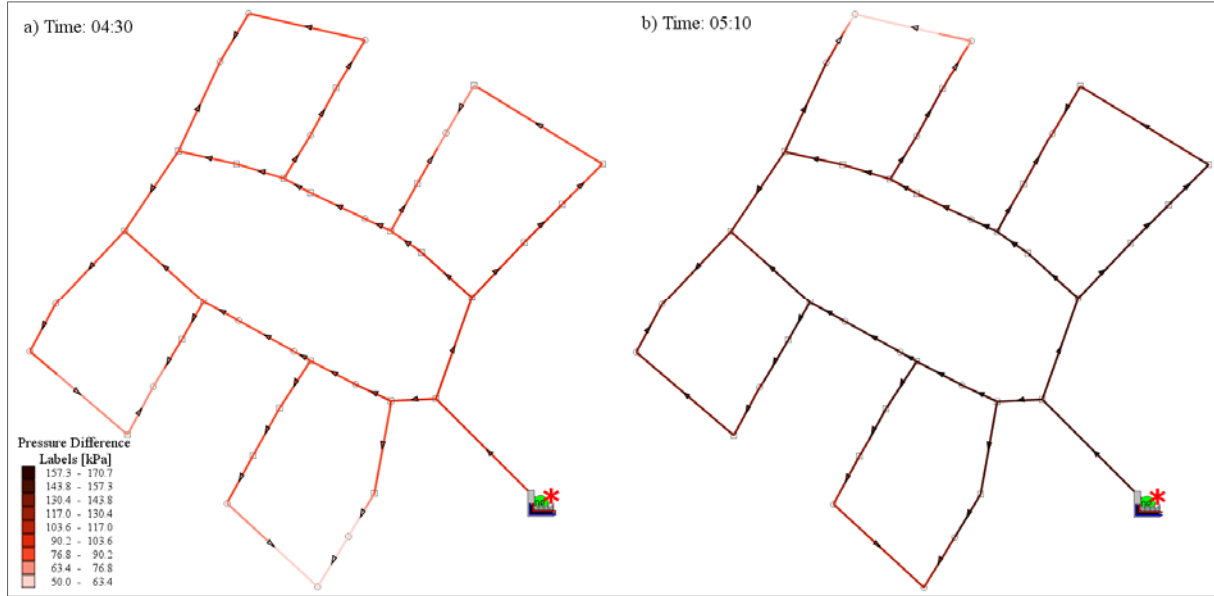 a) Time: 04:30
b) Time: 05:10
Pressure Difference
Labels [kPa]
157.3 - 170.7
143.8 - 157.3
130.4 - 143.8
117.0 - 130.4
103.6 - 117.0
90.2 - 103.6
76.8 - 90.2
63.4 - 76.8
50.0 - 63.4